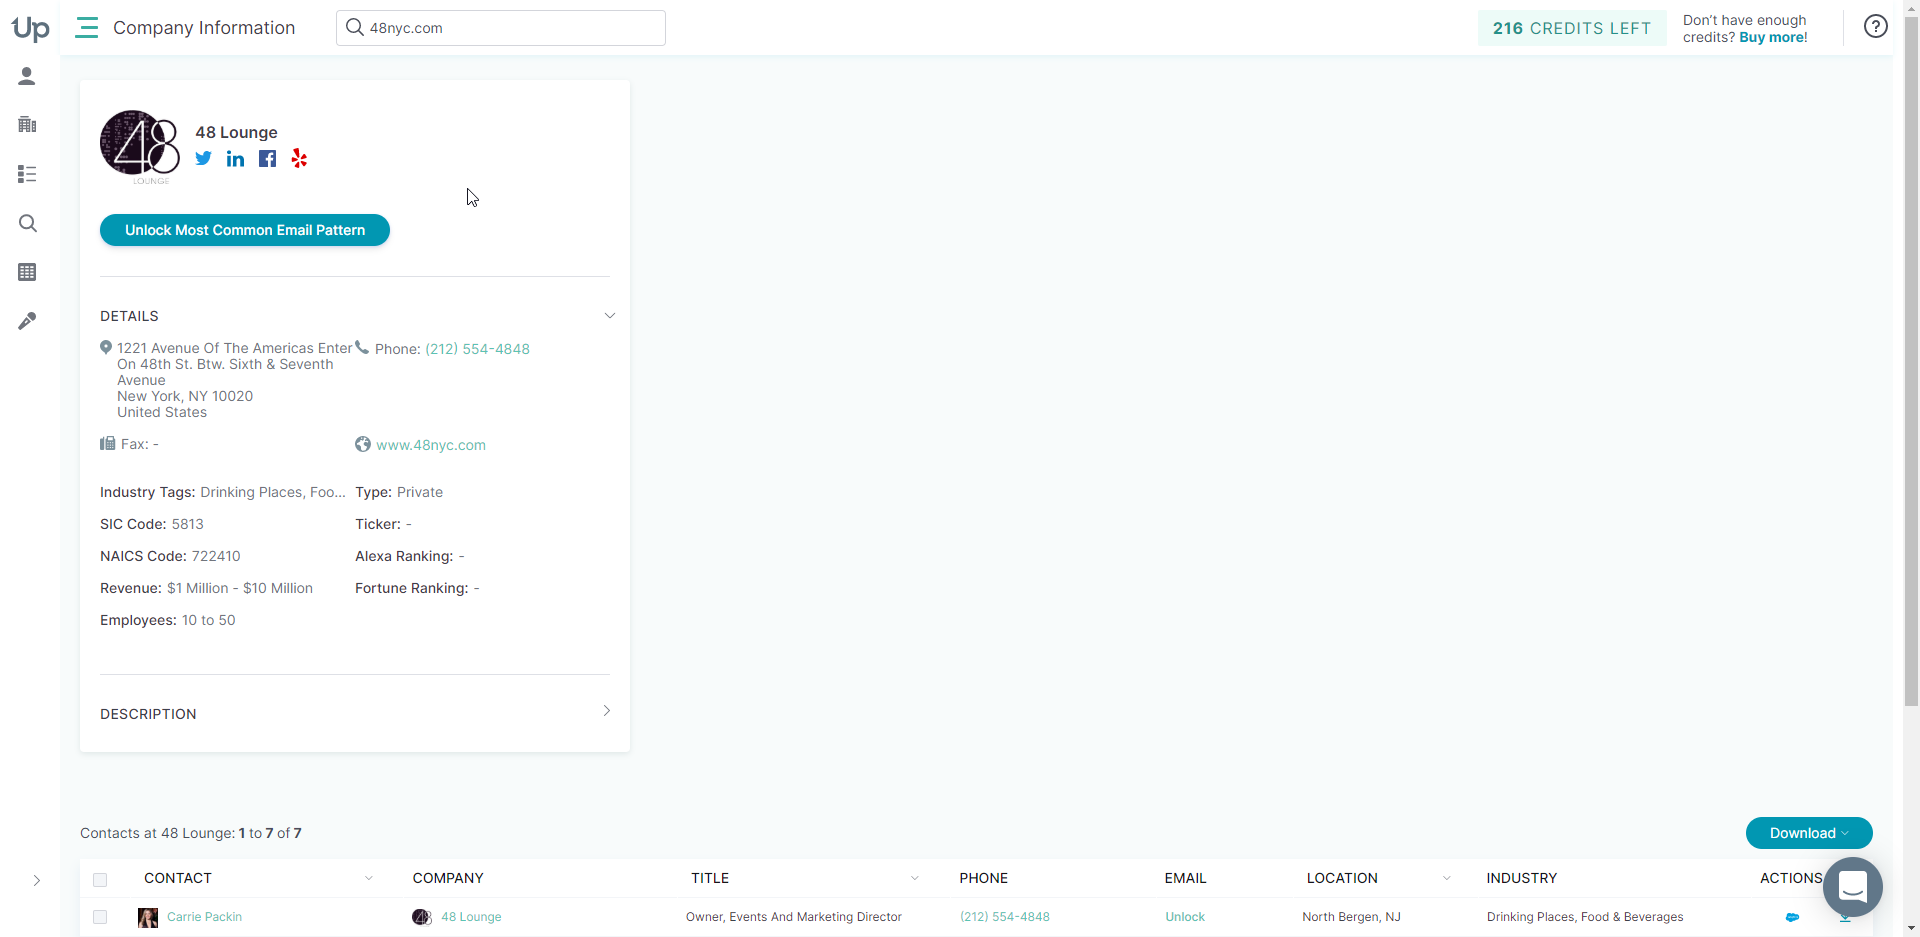 Up
Company Information
48nyc.com
216 CREDITS LEFT
Don't have enough
credits? Buy more!
48
LOUNGE
48 Lounge
Unlock Most Common Email Pattern
DETAILS
1221 Avenue Of The Americas Enter
On 48th St. Btw. Sixth & Seventh
Avenue
New York, NY 10020
United States
Phone: (212) 554-4848
Fax: -
www.48nyc.com
Industry Tags: Drinking Places, Foo...
Type: Private
SIC Code: 5813
Ticker: -
NAICS Code: 722410
Alexa Ranking: -
Revenue: $1 Million - $10 Million
Fortune Ranking: -
Employees: 10 to 50
DESCRIPTION
Contacts at 48 Lounge: 1 to 7 of 7
Download
CONTACT COMPANY TITLE PHONE EMAIL LOCATION INDUSTRY ACTIONS
Carrie Packin 48 48 Lounge Owner, Events And Marketing Director (212) 554-4848 Unlock North Bergen, NJ Drinking Places, Food & Beverages